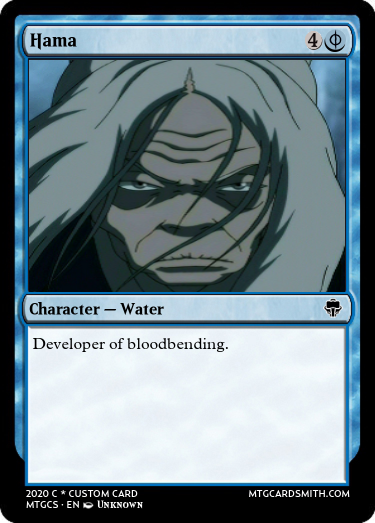 Hama 4
Character — Water
Developer of bloodbending.
2020 C * CUSTOM CARD MTGCARDSMITH.COM
MTGCS · EN UNKNOWN